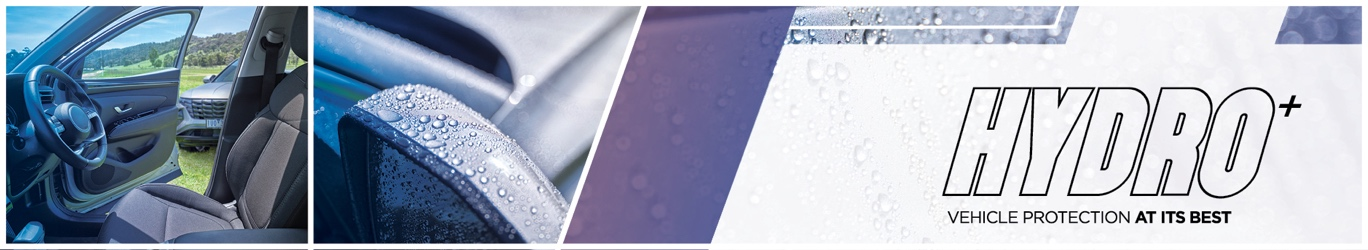 HYDRO+
VEHICLE PROTECTION AT ITS BEST